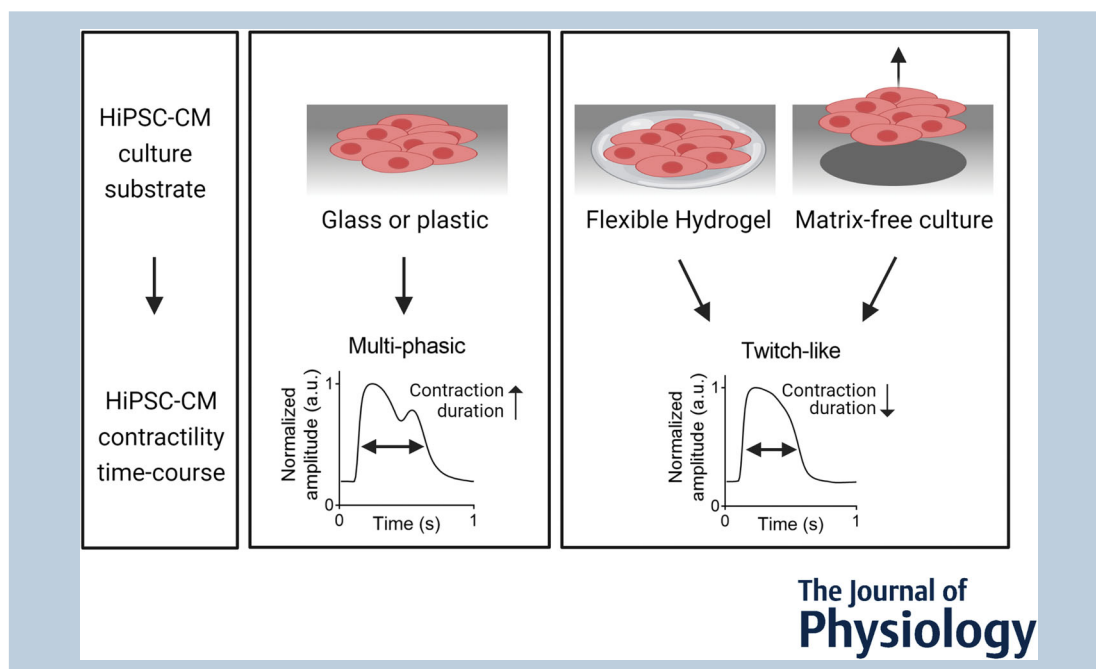 HiPSC-CM
culture
substrate
HiPSC-CM
contractility
time-course
Glass or plastic
Multi-phasic
Normalized
amplitude (a.u.)
1
0
Contraction
duration
0
1
Time (s)
Flexible Hydrogel
Matrix-free culture
Twitch-like
Normalized
amplitude (a.u.)
1
0
Contraction
duration
0
1
Time (s)
The Journal of
Physiology